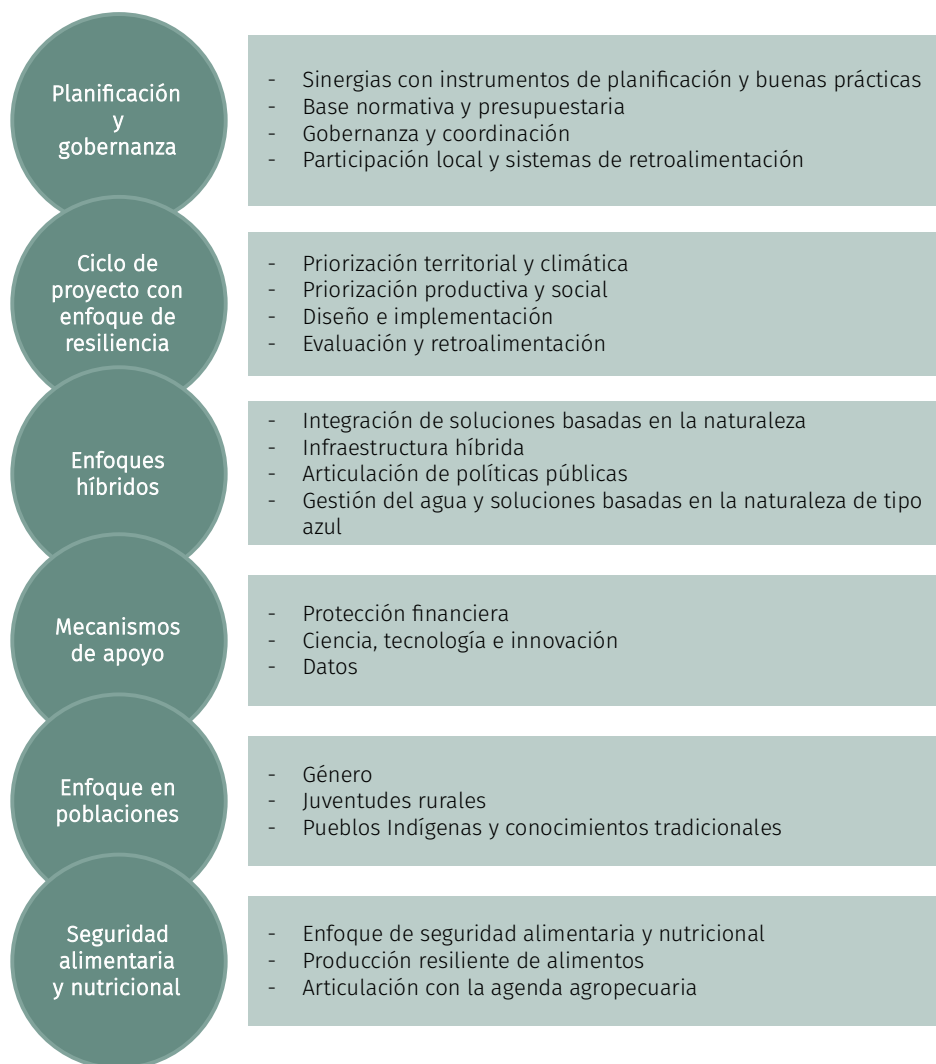 Planificación
y
gobernanza
- Sinergias con instrumentos de planificación y buenas prácticas
- Base normativa y presupuestaria
- Gobernanza y coordinación
- Participación local y sistemas de retroalimentación
Ciclo de
proyecto con
enfoque de
resiliencia
- Priorización territorial y climática
- Priorización productiva y social
- Diseño e implementación
- Evaluación y retroalimentación
Enfoques
híbridos
- Integración de soluciones basadas en la naturaleza
- Infraestructura híbrida
- Articulación de políticas públicas
- Gestión del agua y soluciones basadas en la naturaleza de tipo
azul
Mecanismos
de apoyo
- Protección financiera
- Ciencia, tecnología e innovación
- Datos
Enfoque en
poblaciones
- Género
- Juventudes rurales
- Pueblos Indígenas y conocimientos tradicionales
Seguridad
alimentaria
y nutricional
- Enfoque de seguridad alimentaria y nutricional
- Producción resiliente de alimentos
- Articulación con la agenda agropecuaria